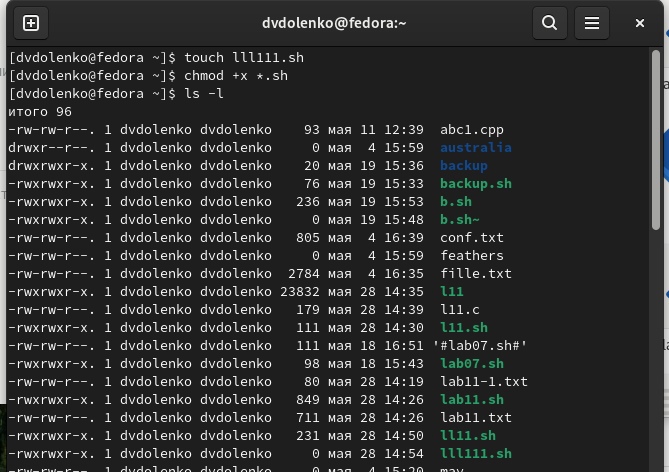 dvdolenko@fedora:~
[dvdolenko@fedora ~]$ touch lll111.sh
[dvdolenko@fedora ~]$ chmod +x *.sh
[dvdolenko@fedora ~]$ ls -l
итого 96
-rw-rw-r--. 1 dvdolenko dvdolenko    93 мая 11 12:39  abc1.cpp
drwxr--r--. 1 dvdolenko dvdolenko     0 мая  4 15:59  australia
drwxrwxr-x. 1 dvdolenko dvdolenko    20 мая 19 15:36  backup
-rwxrwxr-x. 1 dvdolenko dvdolenko    76 мая 19 15:33  backup.sh
-rwxrwxr-x. 1 dvdolenko dvdolenko   236 мая 19 15:53  b.sh
-rwxrwxr-x. 1 dvdolenko dvdolenko     0 мая 19 15:48  b.sh~
-rw-rw-r--. 1 dvdolenko dvdolenko   805 мая  4 16:39  conf.txt
-rw-rw-r--. 1 dvdolenko dvdolenko     0 мая  4 15:59  feathers
-rw-rw-r--. 1 dvdolenko dvdolenko  2784 мая  4 16:35  fille.txt
-rwxrwxr-x. 1 dvdolenko dvdolenko 23832 мая 28 14:35  l11
-rw-rw-r--. 1 dvdolenko dvdolenko   179 мая 28 14:39  l11.c
-rwxrwxr-x. 1 dvdolenko dvdolenko   111 мая 28 14:30  l11.sh
-rw-rw-r--. 1 dvdolenko dvdolenko   111 мая 18 16:51 '#lab07.sh#'
-rwxrwxr-x. 1 dvdolenko dvdolenko    98 мая 18 15:43  lab07.sh
-rw-rw-r--. 1 dvdolenko dvdolenko    80 мая 28 14:19  lab11-1.txt
-rwxrwxr-x. 1 dvdolenko dvdolenko   849 мая 28 14:26  lab11.sh
-rw-rw-r--. 1 dvdolenko dvdolenko   711 мая 28 14:26  lab11.txt
-rwxrwxr-x. 1 dvdolenko dvdolenko   231 мая 28 14:50  ll11.sh
-rwxrwxr-x. 1 dvdolenko dvdolenko     0 мая 28 14:54  lll111.sh
-rw-rw-r--. 1 dvdolenko dvdolenko     0 мая  4 15:20  may